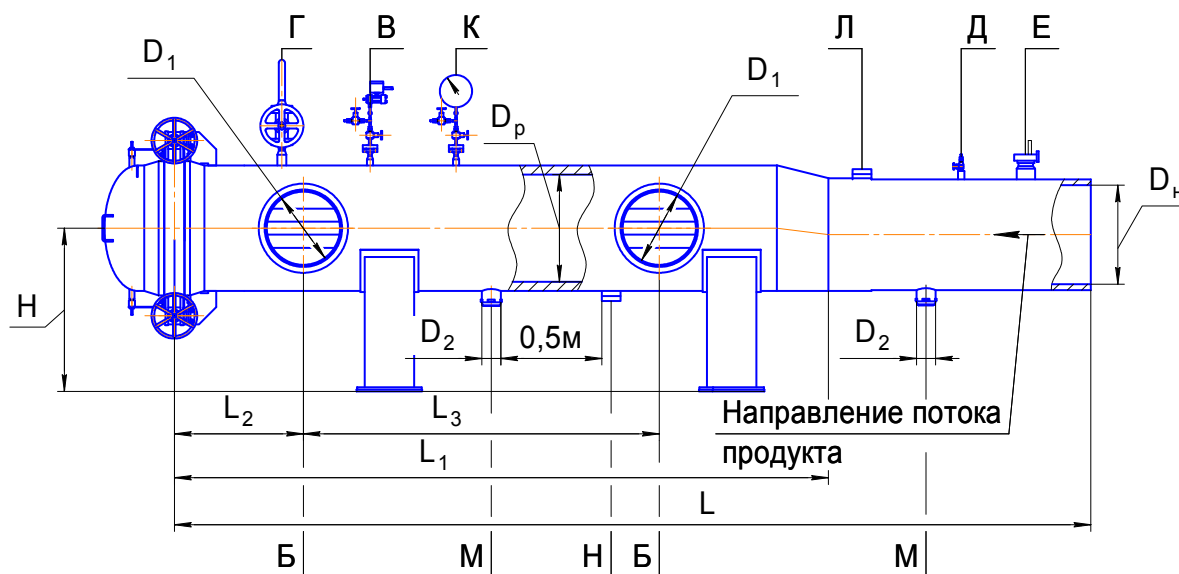 Г В К Л Д Е
D1 D1
Dр
Dн
Н
D2 0,5м D2
L2 L3
Направление потока
продукта
L1
L
Б М Н Б М